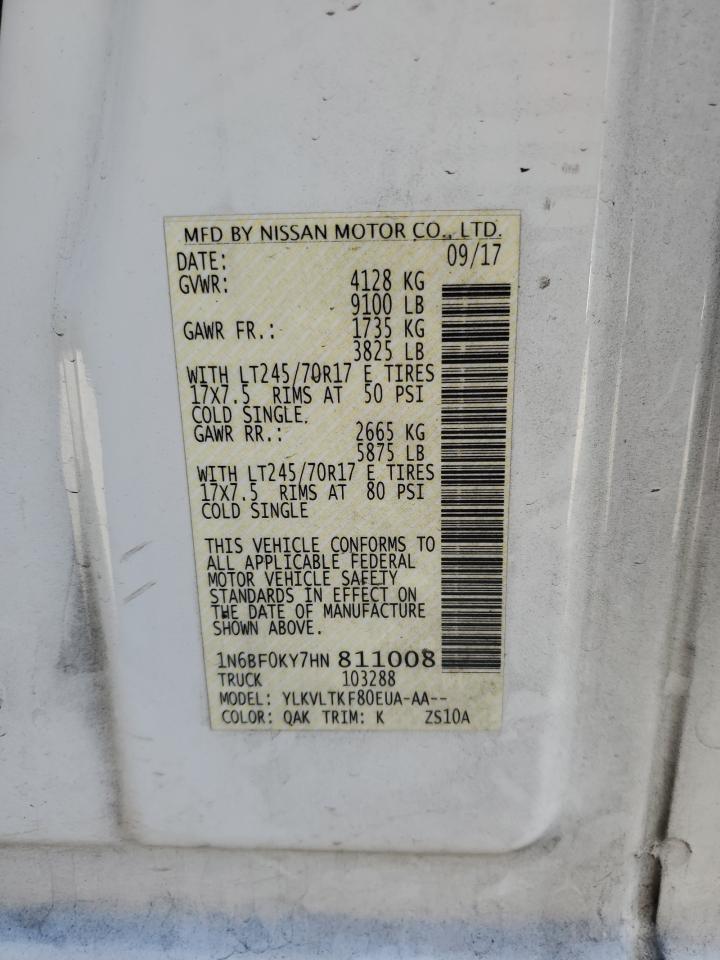 MFD BY NISSAN MOTOR CO., LTD.
DATE: 09/17
GVWR: 4128 KG
9100 LB
GAWR FR.: 1735 KG
3825 LB
WITH LT245/70R17 E TIRES
17X7.5 RIMS AT 50 PSI
COLD SINGLE.
GAWR RR.: 2665 KG
5875 LB
WITH LT245/70R17 E TIRES
17X7.5 RIMS AT 80 PSI
COLD SINGLE
THIS VEHICLE CONFORMS TO
ALL APPLICABLE FEDERAL
MOTOR VEHICLE SAFETY
STANDARDS IN EFFECT ON
THE DATE OF MANUFACTURE
SHOWN ABOVE.
1N6BF0KY7HN 811008
TRUCK 103288
MODEL: YLKVLTKF80EUA-AA--
COLOR: QAK TRIM: K ZS10A